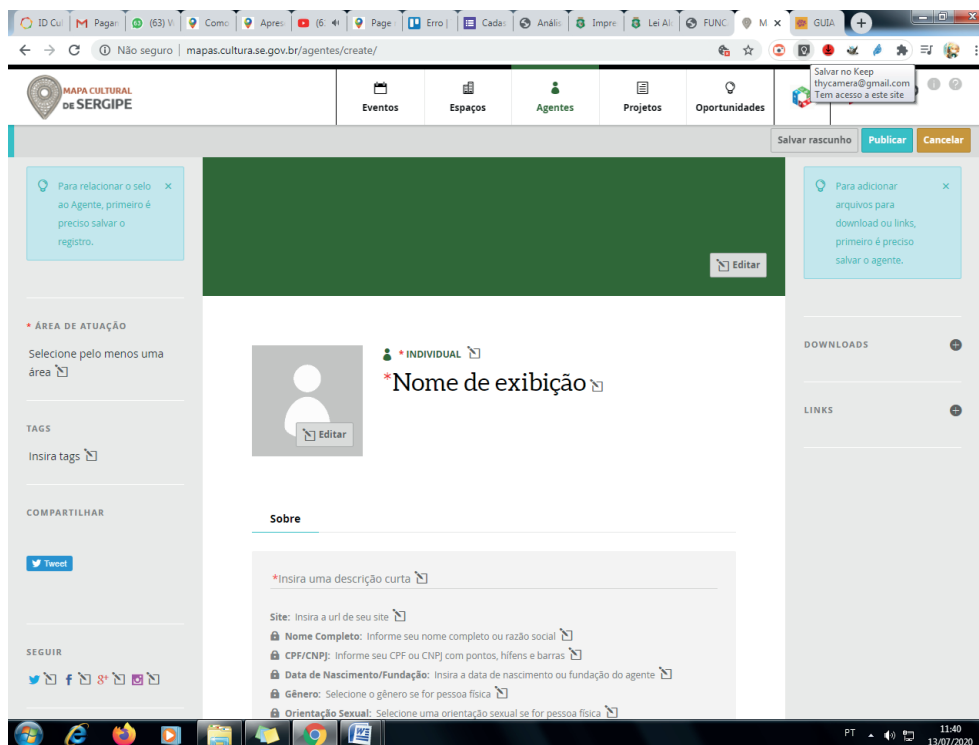 ID Cul
M Pagan
(63) W
Como
Apres
(6
Page
Erro |
Cadas
Anális
Impre
Lei Al
FUNC
M
GUIA
Não seguro | mapas.cultura.se.gov.br/agentes/create/
Salvar no Keep
thycamera@gmail.com
Tem acesso a este site
MAPA CULTURAL
DE SERGIPE
Eventos
Espaços
Agentes
Projetos
Oportunidades
Salvar rascunho
Publicar
Cancelar
Para relacionar o selo ×
ao Agente, primeiro é
preciso salvar o
registro.
Editar
Para adicionar ×
arquivos para
download ou links,
primeiro é preciso
salvar o agente.
* ÁREA DE ATUAÇÃO
Selecione pelo menos uma
área
TAGS
Insira tags
COMPARTILHAR
Tweet
SEGUIR
* INDIVIDUAL
*Nome de exibição
Editar
DOWNLOADS
LINKS
Sobre
*Insira uma descrição curta
Site: Insira a url de seu site
Nome Completo: Informe seu nome completo ou razão social
CPF/CNPJ: Informe seu CPF ou CNPJ com pontos, hífens e barras
Data de Nascimento/Fundação: Insira a data de nascimento ou fundação do agente
Gênero: Selecione o gênero se for pessoa física
Orientação Sexual: Selecione uma orientação sexual se for pessoa física
PT
11:40
13/07/2020